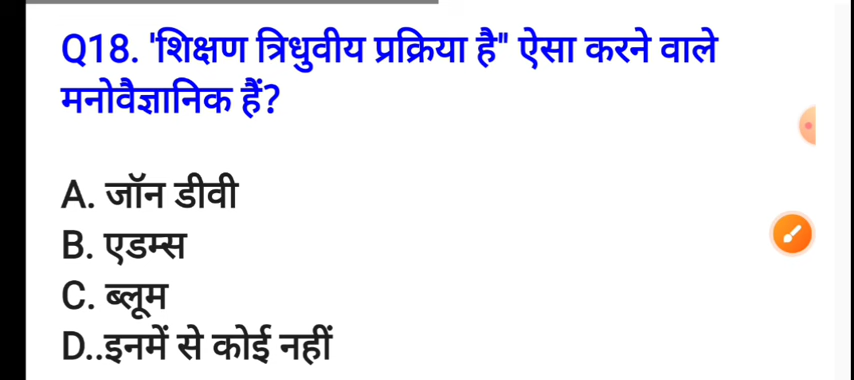 Q18. 'शिक्षण त्रिधुवीय प्रक्रिया है" ऐसा करने वाले
मनोवैज्ञानिक हैं?
A. जॉन डीवी
B. एडम्स
C. ब्लूम
D..इनमें से कोई नहीं